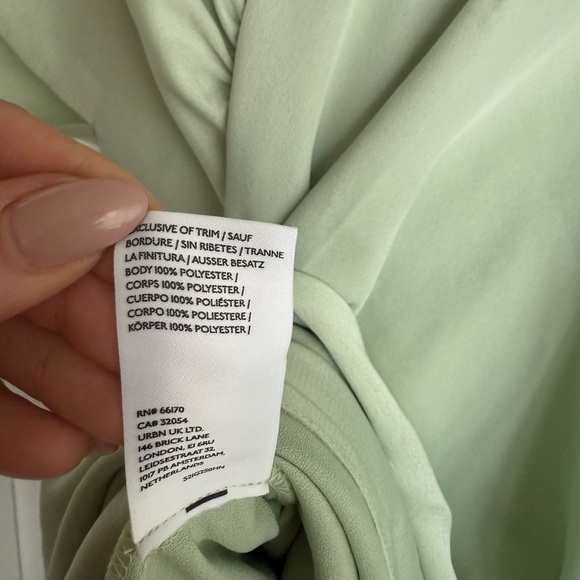 EXCLUSIVE OF TRIM / SAUF
BORDURE / SIN RIBETES / TRANNE
LA FINITURA / AUSSER BESATZ
BODY 100% POLYESTER /
CORPS 100% POLYESTER /
CUERPO 100% POLIÉSTER /
CORPO 100% POLIESTERE /
KÖRPER 100% POLYESTER /
RN# 66170
CA# 32054
URBN UK LTD.
146 BRICK LANE
LONDON, E1 6RU
LEIDSESTRAAT 32,
1017 PB AMSTERDAM,
NETHERLANDS